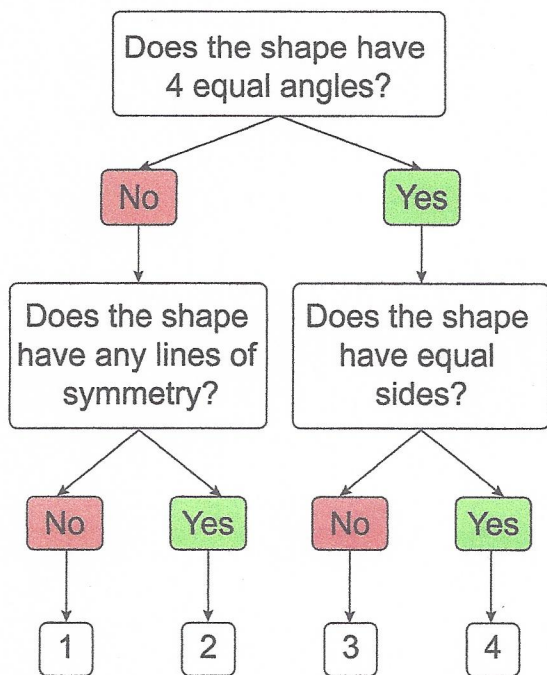 Does the shape have
4 equal angles?
No
Yes
Does the shape
have any lines of
symmetry?
Does the shape
have equal
sides?
No
Yes
No
Yes
1
2
3
4